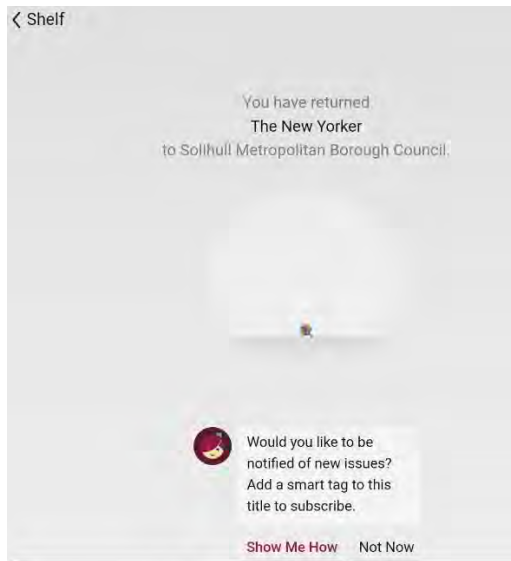 Shelf
You have returned
The New Yorker
to Solihull Metropolitan Borough Council.
Would you like to be
notified of new issues?
Add a smart tag to this
title to subscribe.
Show Me How Not Now